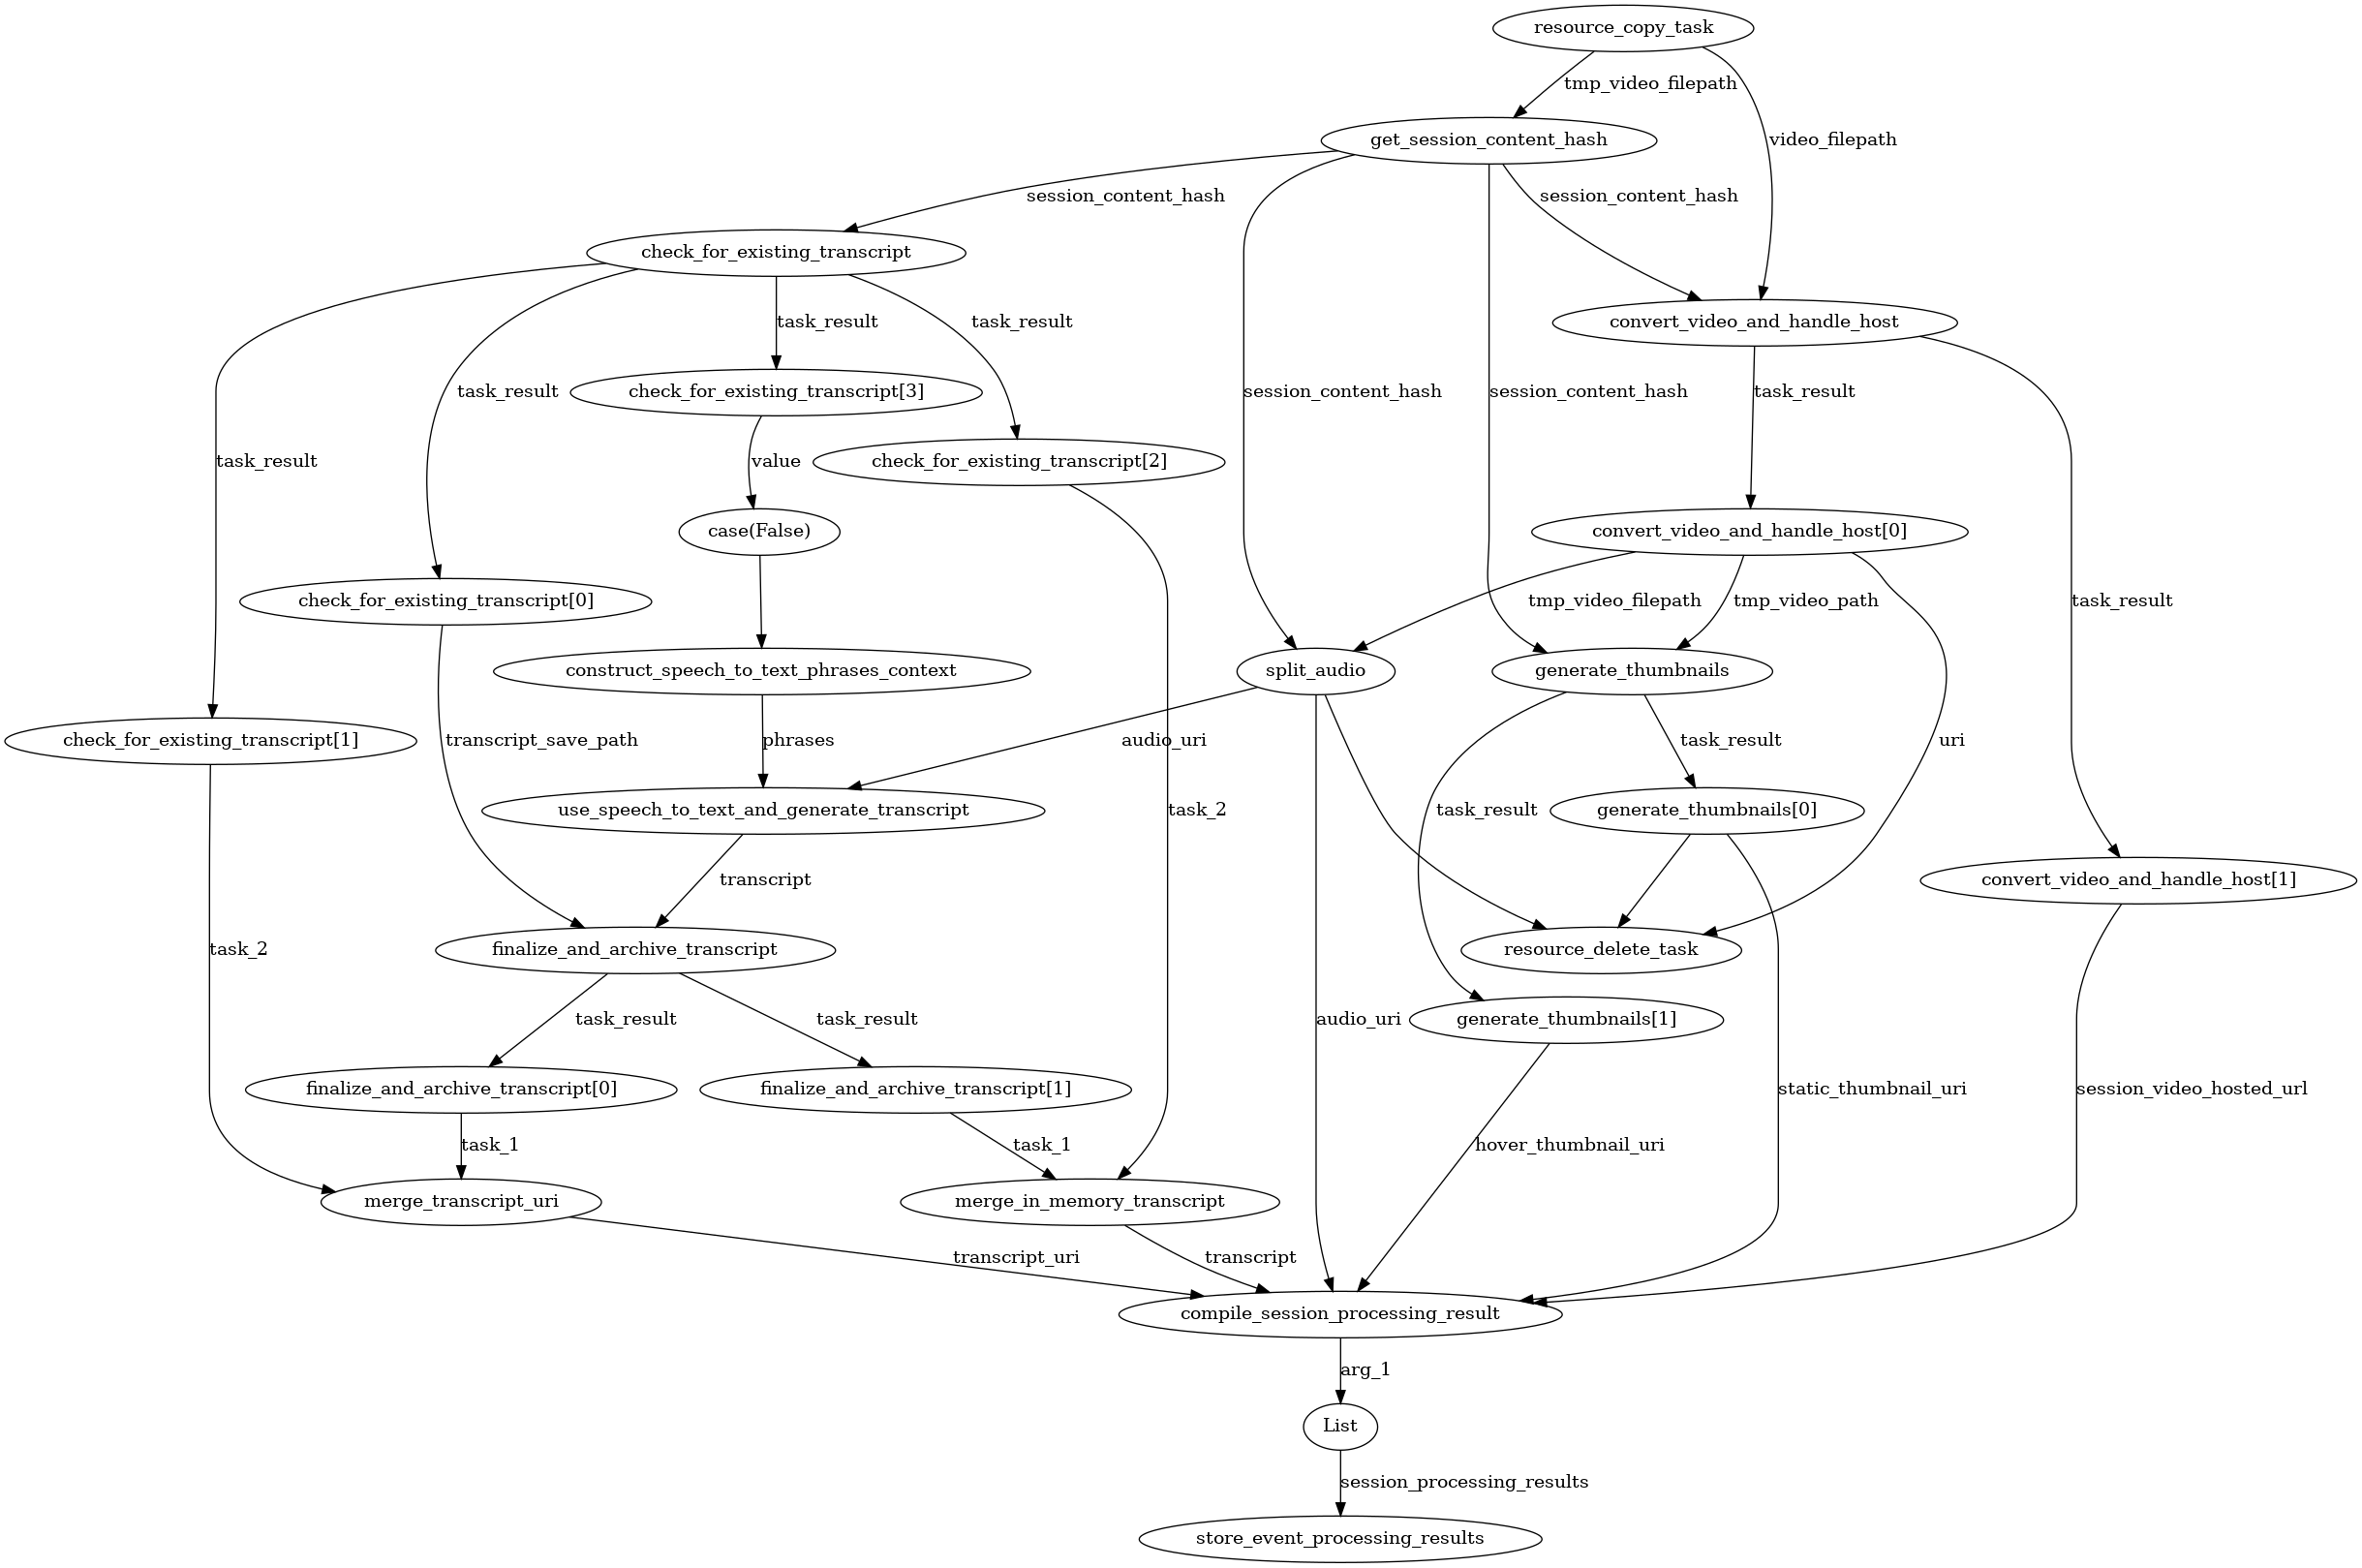 resource_copy_task
tmp_video_filepath
get_session_content_hash
video_filepath
session_content_hash
session_content_hash
check_for_existing_transcript
convert_video_and_handle_host
task_result
task_result
task_result
check_for_existing_transcript[3]
session_content_hash
session_content_hash
task_result
task_result
value
check_for_existing_transcript[2]
case(False)
convert_video_and_handle_host[0]
check_for_existing_transcript[0]
tmp_video_filepath
tmp_video_path
task_result
construct_speech_to_text_phrases_context
split_audio
generate_thumbnails
check_for_existing_transcript[1]
transcript_save_path
phrases
audio_uri
task_result
uri
use_speech_to_text_and_generate_transcript
task_2
task_result
generate_thumbnails[0]
transcript
convert_video_and_handle_host[1]
task_2
finalize_and_archive_transcript
resource_delete_task
task_result
task_result
audio_uri
generate_thumbnails[1]
finalize_and_archive_transcript[0]
finalize_and_archive_transcript[1]
static_thumbnail_uri
session_video_hosted_url
task_1
task_1
hover_thumbnail_uri
merge_transcript_uri
merge_in_memory_transcript
transcript_uri
transcript
compile_session_processing_result
arg_1
List
session_processing_results
store_event_processing_results